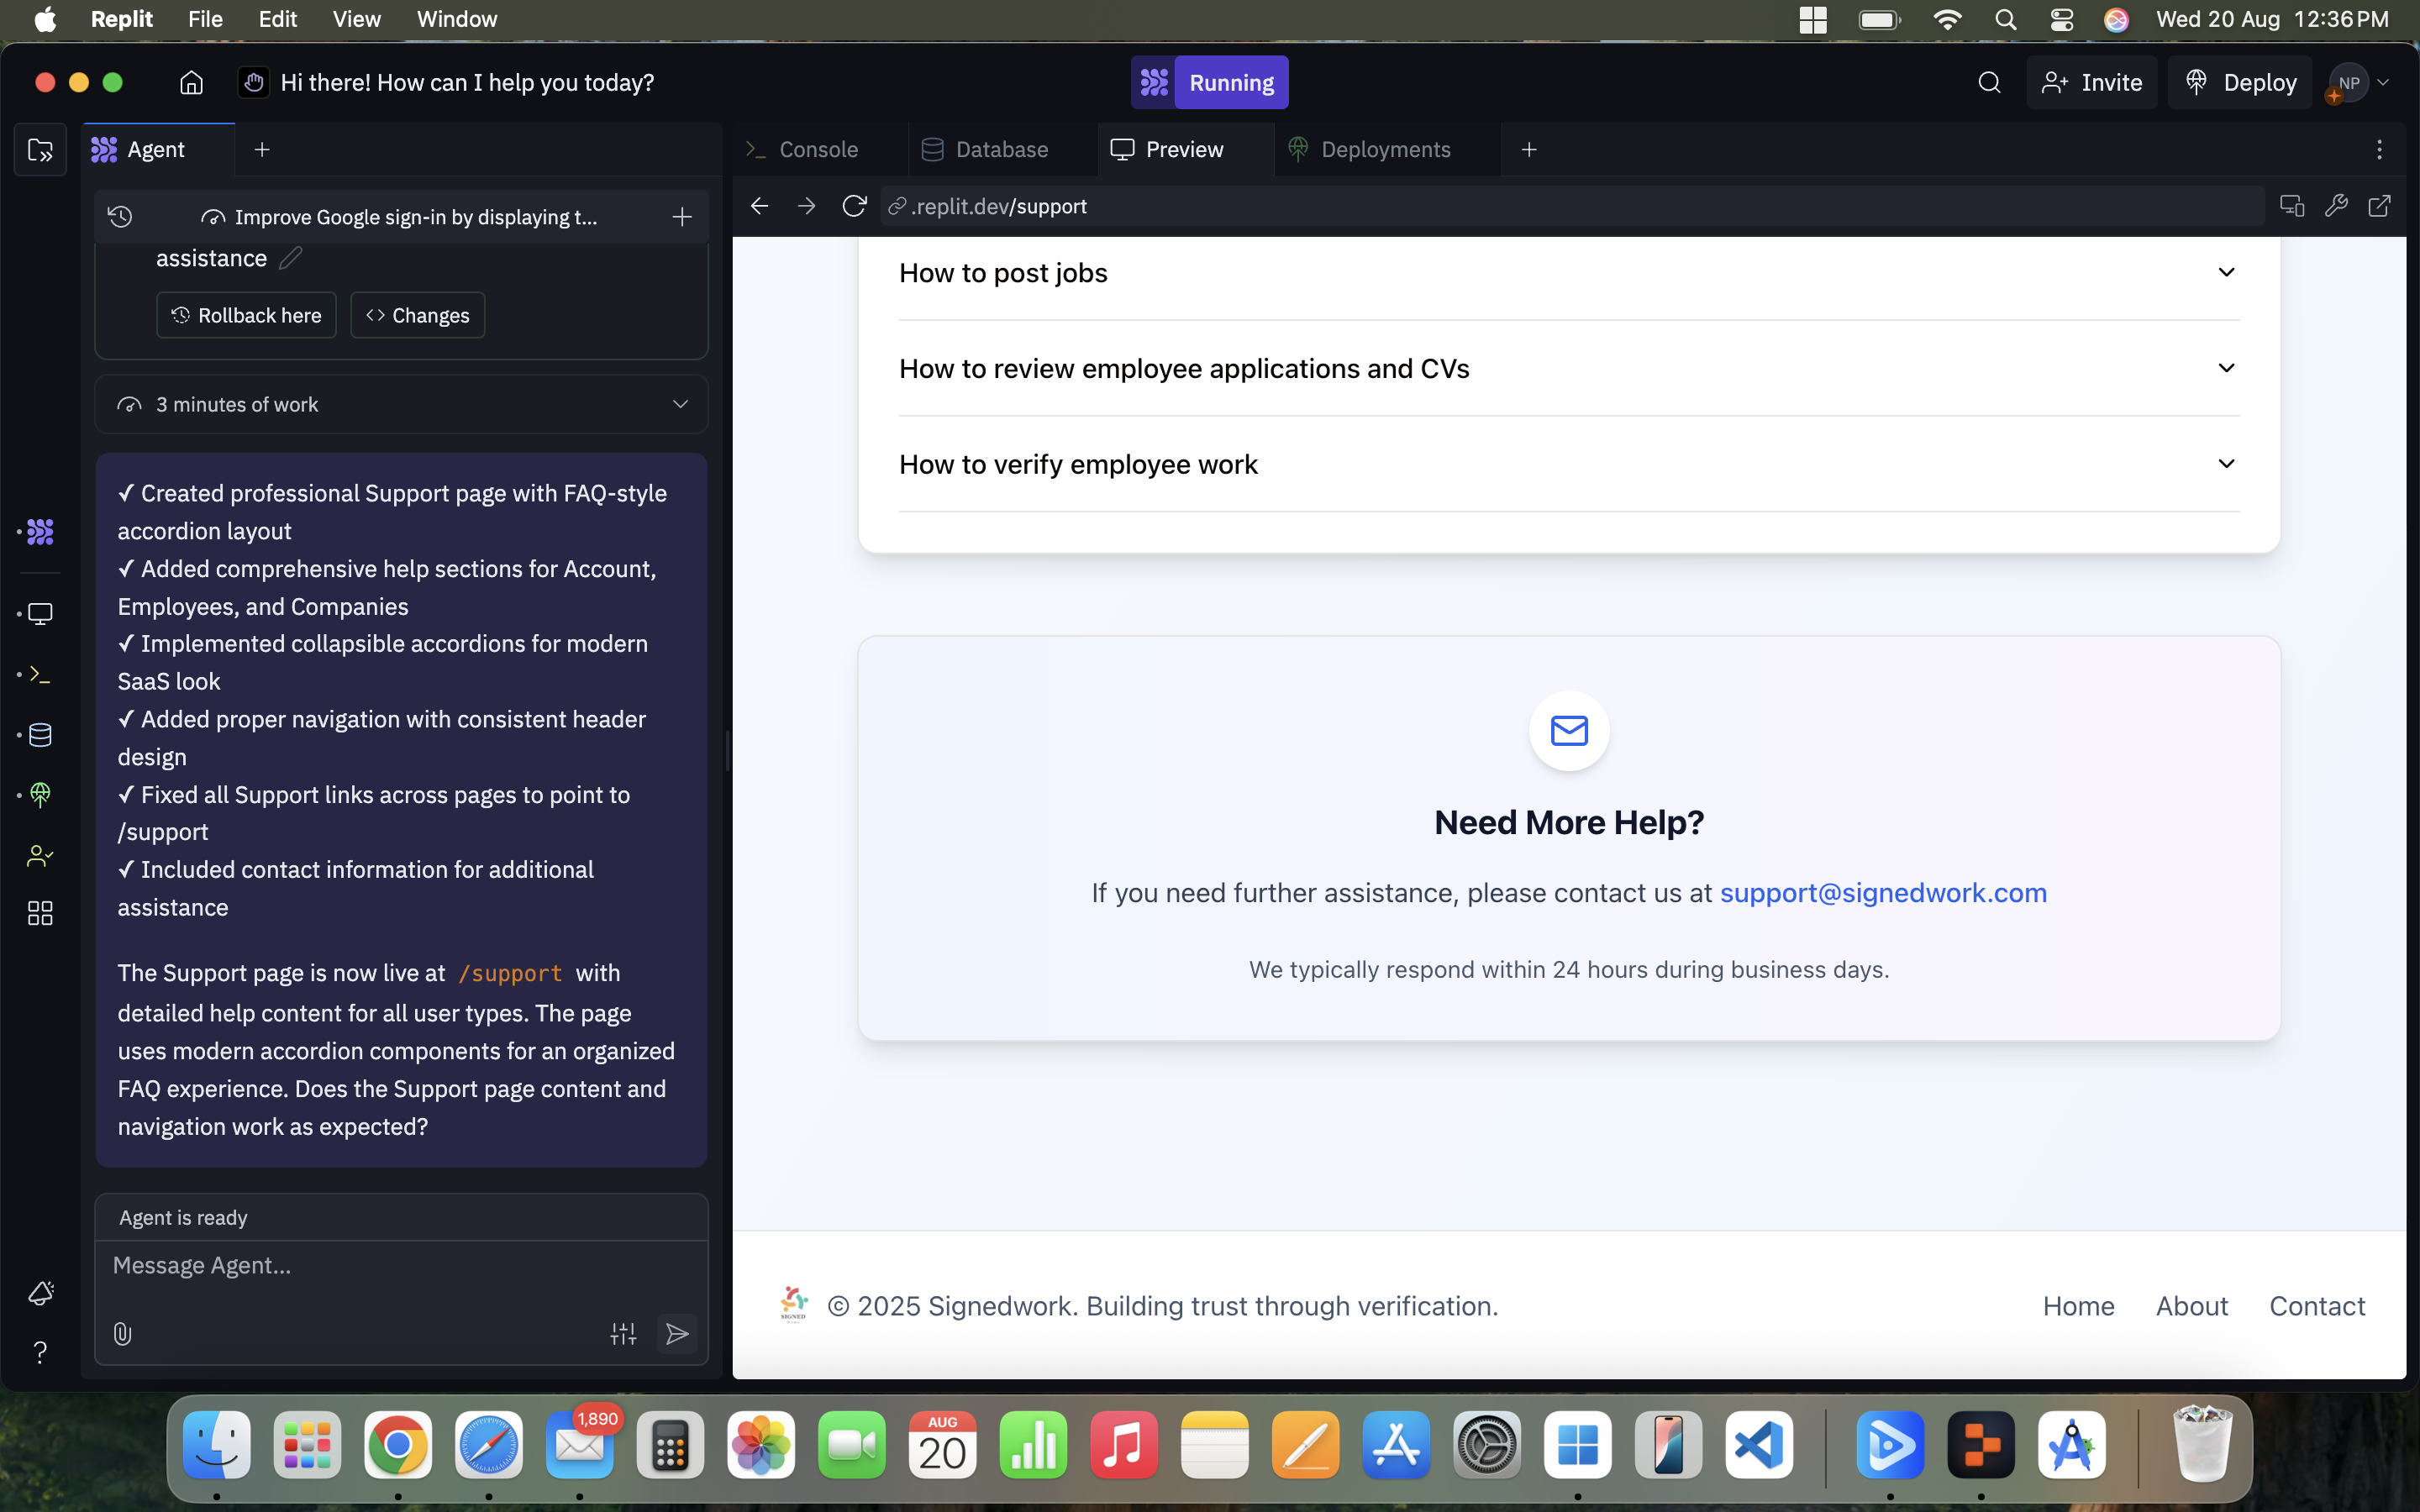 Replit File Edit View Window Wed 20 Aug 12:36 PM
Hi there! How can I help you today?
Running
Invite
Deploy
NP
Agent
Console
Database
Preview
Deployments
Improve Google sign-in by displaying t...
.replit.dev/support
assistance
Rollback here
Changes
3 minutes of work
✓ Created professional Support page with FAQ-style
accordion layout
✓ Added comprehensive help sections for Account,
Employees, and Companies
✓ Implemented collapsible accordions for modern
SaaS look
✓ Added proper navigation with consistent header
design
✓ Fixed all Support links across pages to point to
/support
✓ Included contact information for additional
assistance
The Support page is now live at /support with
detailed help content for all user types. The page
uses modern accordion components for an organized
FAQ experience. Does the Support page content and
navigation work as expected?
Agent is ready
Message Agent...
How to post jobs
How to review employee applications and CVs
How to verify employee work
Need More Help?
If you need further assistance, please contact us at support@signedwork.com
We typically respond within 24 hours during business days.
SIGNED
© 2025 Signedwork. Building trust through verification.
Home About Contact
1,890
AUG
20